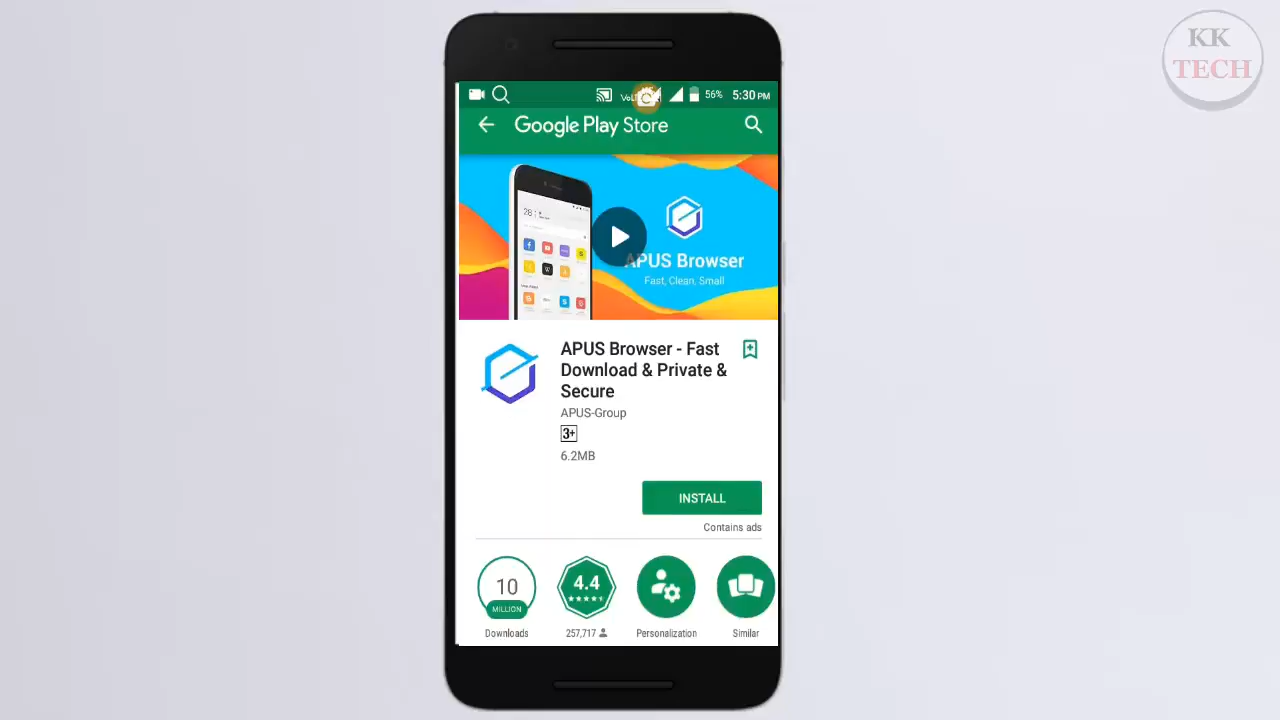 KK
TECH
56% 5:30 PM
Google Play Store
28
APUS Browser
Fast, Clean, Small
APUS Browser - Fast
Download & Private &
Secure
APUS-Group
3+
6.2MB
INSTALL
Contains ads
10
MILLION
4.4
Downloads
257,717
Personalization
Similar